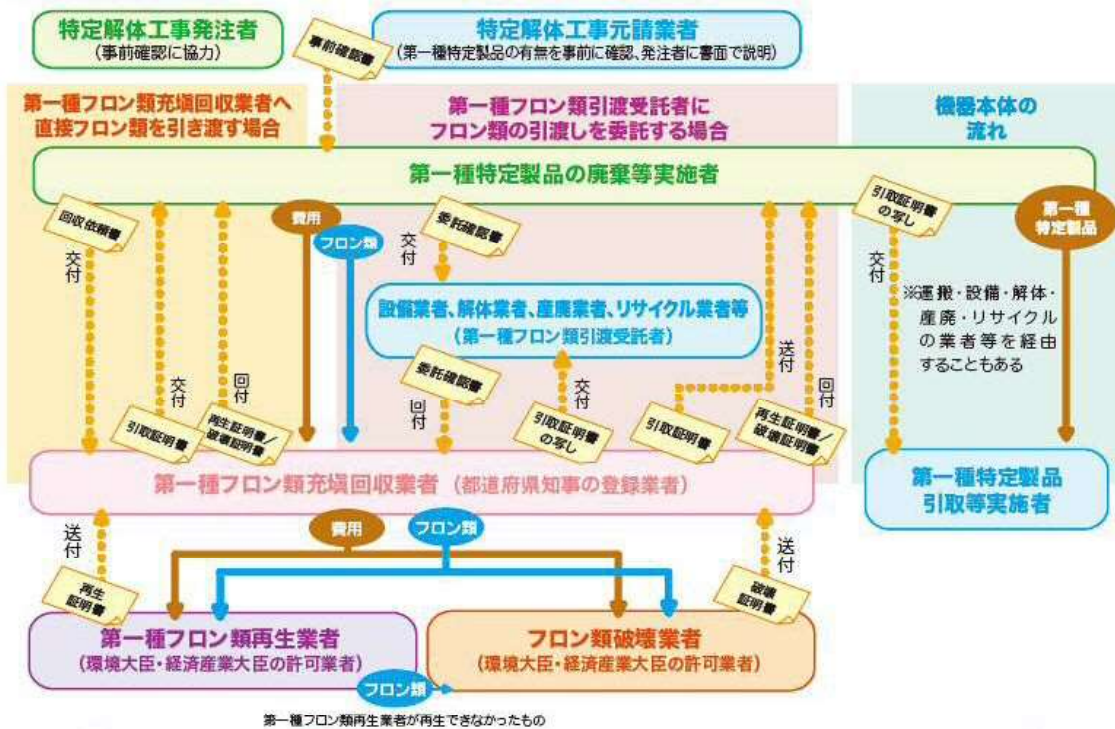 特定解体工事発注者
(事前確認に協力)
特定解体工事元請業者
(第一種特定製品の有無を事前に確認、発注者に書面で説明)
事前確認書
第一種フロン類充塡回収業者へ
直接フロン類を引き渡す場合
第一種フロン類引渡受託者に
フロン類の引渡しを委託する場合
機器本体の
流れ
第一種特定製品の廃棄等実施者
回収依頼書
交付
引取証明書
交付
再生証明書/
破壊証明書
回付
費用
フロン類
委託確認書
交付
設備業者、解体業者、産廃業者、リサイクル業者等
(第一種フロン類引渡受託者)
委託確認書
回付
引取証明書
の写し
交付
引取証明書
送付
再生証明書/
破壊証明書
回付
引取証明書
の写し
交付
第一種
特定製品
※運搬・設備・解体・
産廃・リサイクル
の業者等を経由
することもある
第一種フロン類充塡回収業者(都道府県知事の登録業者)
第一種特定製品
引取等実施者
送付
再生
証明書
費用
フロン類
送付
破壊
証明書
第一種フロン類再生業者
(環境大臣・経済産業大臣の許可業者)
フロン類破壊業者
(環境大臣・経済産業大臣の許可業者)
フロン類
第一種フロン類再生業者が再生できなかったもの